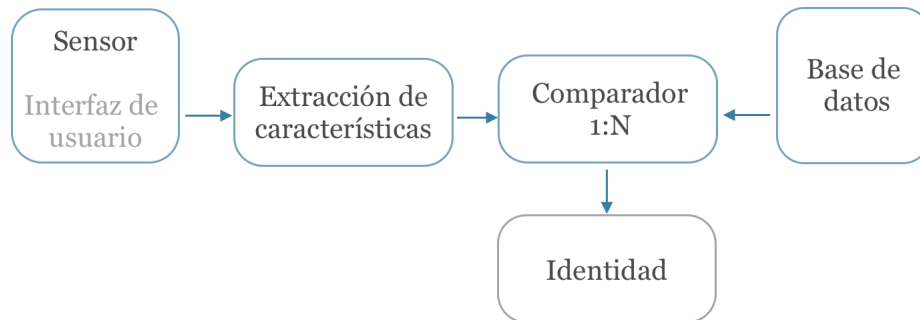 Sensor
Interfaz de
usuario
Extracción de
características
Comparador
1:N
Base de
datos
Identidad